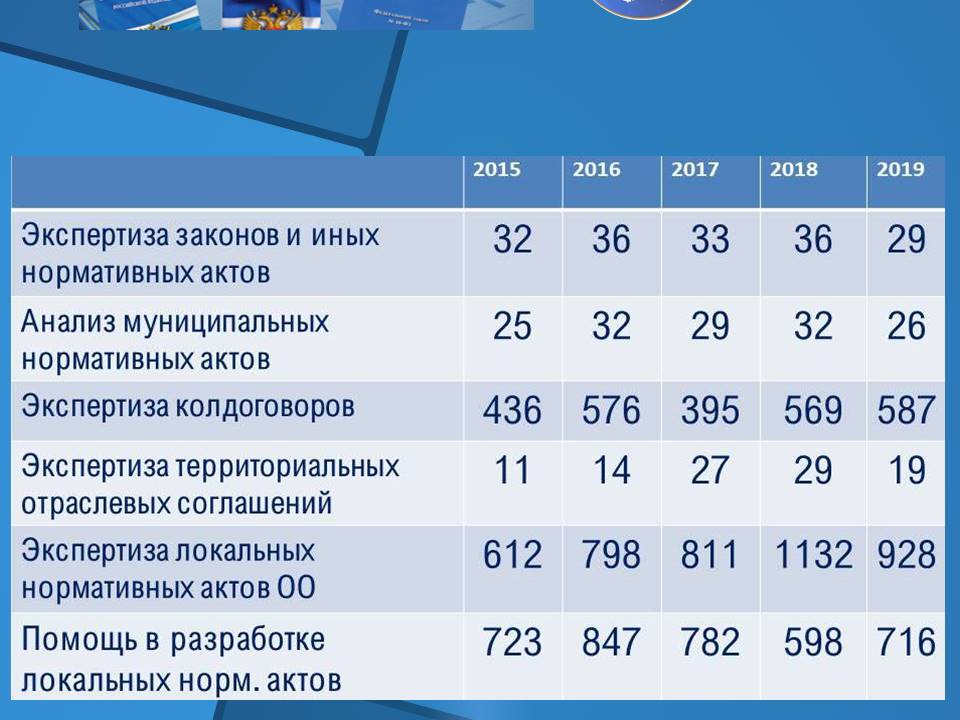 РОССИЙСКОЙ
Федеральный закон
2015 2016 2017 2018 2019
Экспертиза законов и иных
нормативных актов
32 36 33 36 29
Анализ муниципальных
нормативных актов
25 32 29 32 26
Экспертиза колдоговоров
436 576 395 569 587
Экспертиза территориальных
отраслевых соглашений
11 14 27 29 19
Экспертиза локальных
нормативных актов ОО
612 798 811 1132 928
Помощь в разработке
локальных норм. актов
723 847 782 598 716